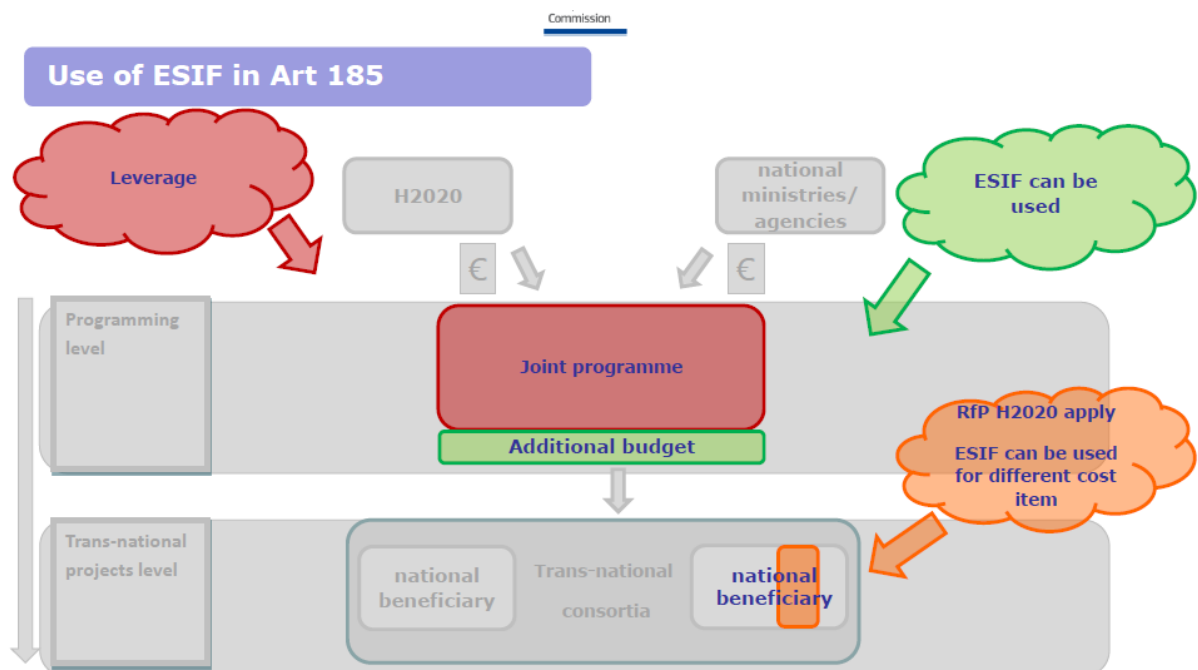 Commission
Use of ESIF in Art 185
Leverage
H2020
national
ministries/
agencies
ESIF can be
used
€
€
Programming
level
Joint programme
Additional budget
RfP H2020 apply
ESIF can be used
for different cost
item
Trans-national
projects level
national
beneficiary
Trans-national
consortia
national
beneficiary